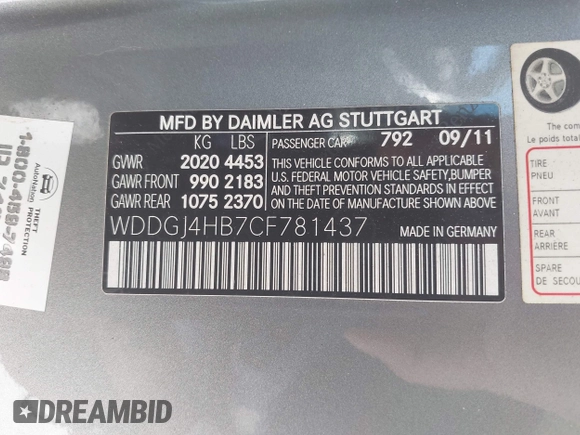 MFD BY DAIMLER AG STUTTGART
KG LBS PASSENGER CAR 792 09/11
GVWR 2020 4453
GAWR FRONT 990 2183
GAWR REAR 1075 2370
THIS VEHICLE CONFORMS TO ALL APPLICABLE
U.S. FEDERAL MOTOR VEHICLE SAFETY,BUMPER
AND THEFT PREVENTION STANDARDS IN EFFECT
ON THE DATE OF MANUFACTURE SHOWN ABOVE
WDDGJ4HB7CF781437
MADE IN GERMANY
AutoNation
THEFT
PROTECTION
The com
Le poids total
TIRE
PNEU
FRONT
AVANT
REAR
ARRIÈRE
SPARE
DE SECOU
DREAMBID